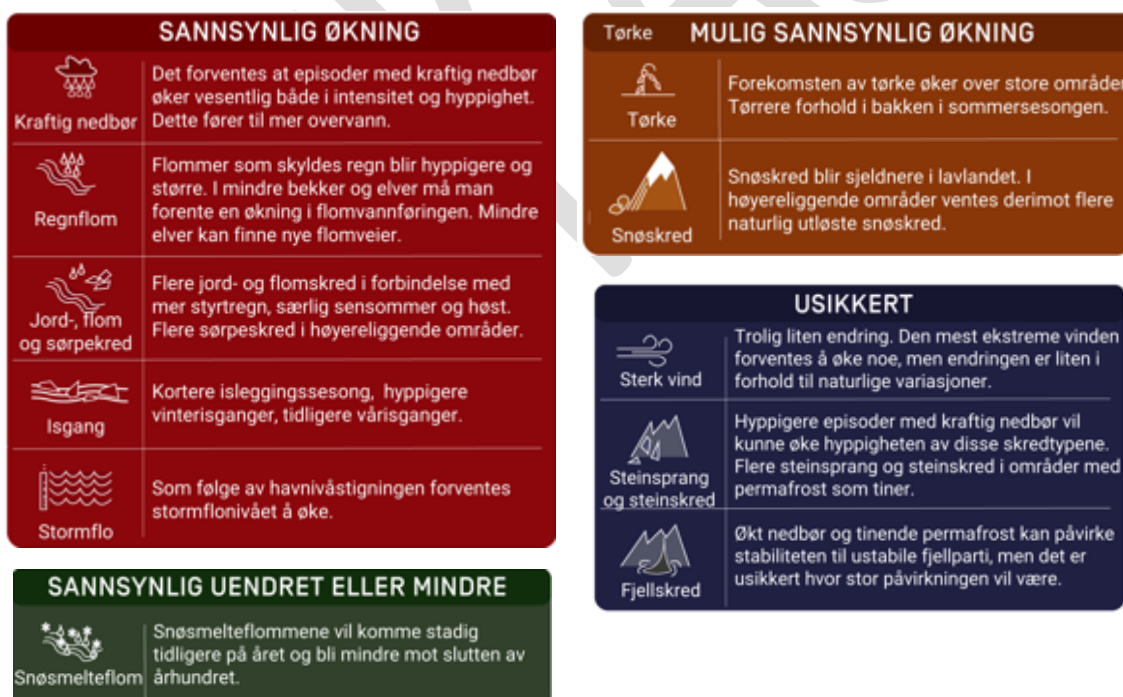 SANNSYNLIG ØKNING
Kraftig nedbør
Det forventes at episoder med kraftig nedbør
øker vesentlig både i intensitet og hyppighet.
Dette fører til mer overvann.
Regnflom
Flommer som skyldes regn blir hyppigere og
større. I mindre bekker og elver må man
forente en økning i flomvannføringen. Mindre
elver kan finne nye flomveier.
Jord-, flom
og sørpekred
Flere jord- og flomskred i forbindelse med
mer styrtregn, særlig sensommer og høst.
Flere sørpeskred i høyereliggende områder.
Isgang
Kortere isleggingssesong, hyppigere
vinterisganger, tidligere vårisganger.
Stormflo
Som følge av havnivåstigningen forventes
stormflonivået å øke.
SANNSYNLIG UENDRET ELLER MINDRE
Snøsmelteflom
Snøsmelteflommene vil komme stadig
tidligere på året og bli mindre mot slutten av
århundret.
Tørke MULIG SANNSYNLIG ØKNING
Tørke
Forekomsten av tørke øker over store områder
Tørrere forhold i bakken i sommersesongen.
Snøskred
Snøskred blir sjeldnere i lavlandet. I
høyereliggende områder ventes derimot flere
naturlig utløste snøskred.
USIKKERT
Sterk vind
Trolig liten endring. Den mest ekstreme vinden
forventes å øke noe, men endringen er liten i
forhold til naturlige variasjoner.
Steinsprang
og steinskred
Hyppigere episoder med kraftig nedbør vil
kunne øke hyppigheten av disse skredtypene.
Flere steinsprang og steinskred i områder med
permafrost som tiner.
Fjellskred
Økt nedbør og tinende permafrost kan påvirke
stabiliteten til ustabile fjellparti, men det er
usikkert hvor stor påvirkningen vil være.